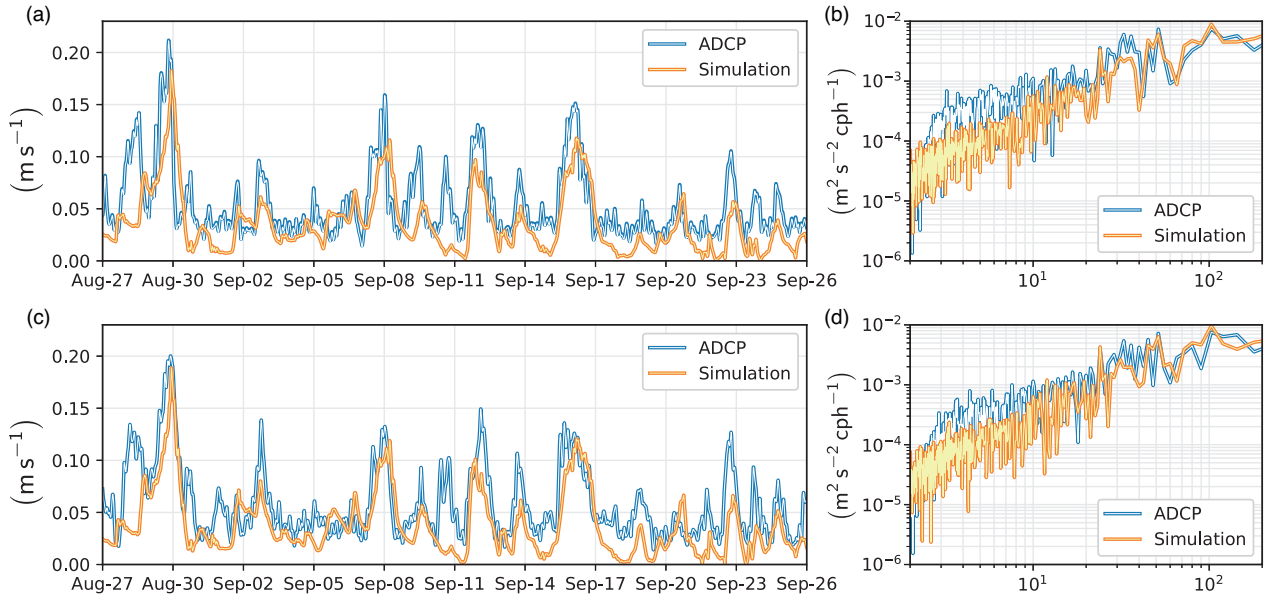 (a)
0.20
0.15
0.10
0.05
0.00
(m s⁻¹)
ADCP
Simulation
Aug-27 Aug-30 Sep-02 Sep-05 Sep-08 Sep-11 Sep-14 Sep-17 Sep-20 Sep-23 Sep-26
(b)
10⁻²
10⁻³
10⁻⁴
10⁻⁵
10⁻⁶
(m² s⁻² cph⁻¹)
ADCP
Simulation
10¹ 10²
(c)
0.20
0.15
0.10
0.05
0.00
(m s⁻¹)
ADCP
Simulation
Aug-27 Aug-30 Sep-02 Sep-05 Sep-08 Sep-11 Sep-14 Sep-17 Sep-20 Sep-23 Sep-26
(d)
10⁻²
10⁻³
10⁻⁴
10⁻⁵
10⁻⁶
(m² s⁻² cph⁻¹)
ADCP
Simulation
10¹ 10²